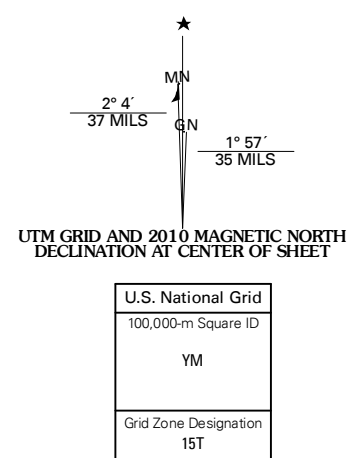 ★
MN
2° 4´
37 MILS
GN
1° 57´
35 MILS
UTM GRID AND 2010 MAGNETIC NORTH
DECLINATION AT CENTER OF SHEET
U.S. National Grid
100,000-m Square ID
YM
Grid Zone Designation
15T